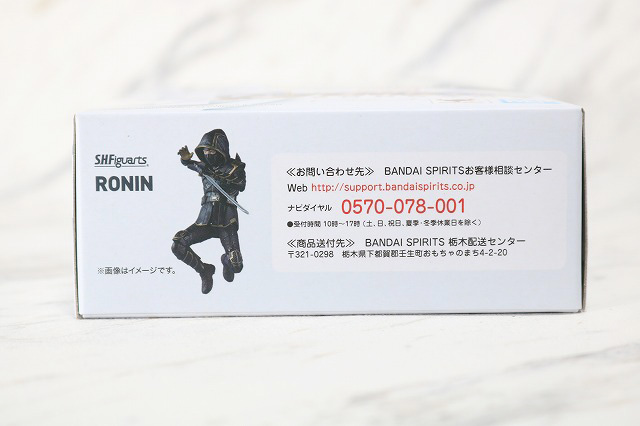 S.H.Figuarts
RONIN
※画像はイメージです。
≪お問い合わせ先≫ BANDAI SPIRITSお客様相談センター
Web http://support.bandaispirits.co.jp
ナビダイヤル 0570-078-001
●受付時間 10時～17時（土、日、祝日、夏季・冬季休業日を除く）
≪商品送付先≫ BANDAI SPIRITS 栃木配送センター
〒321-0298 栃木県下都賀郡壬生町おもちゃのまち4-2-20